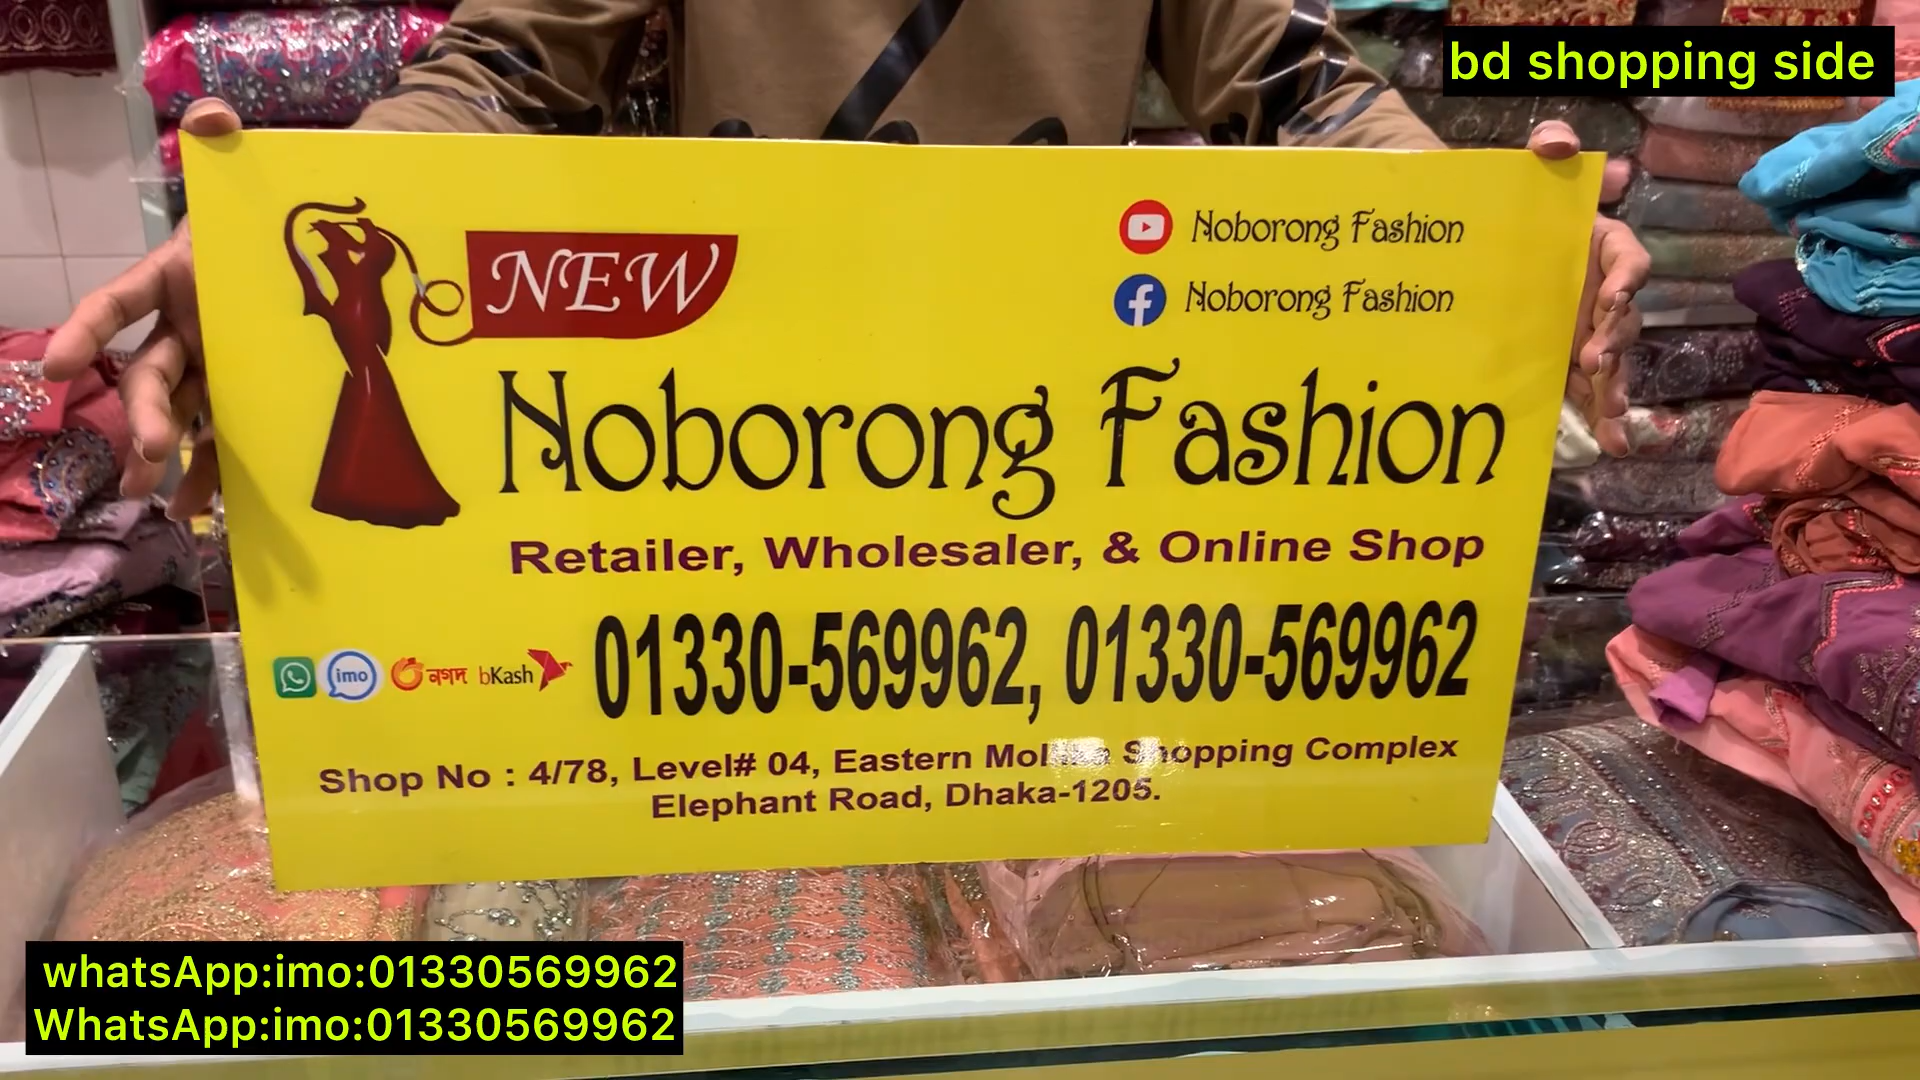 bd shopping side
NEW
Noborong Fashion
Noborong Fashion
Noborong Fashion
Retailer, Wholesaler, & Online Shop
imo নগদ bKash 01330-569962, 01330-569962
Shop No : 4/78, Level# 04, Eastern Shopping Complex
Elephant Road, Dhaka-1205.
whatsApp:imo:01330569962
WhatsApp:imo:01330569962